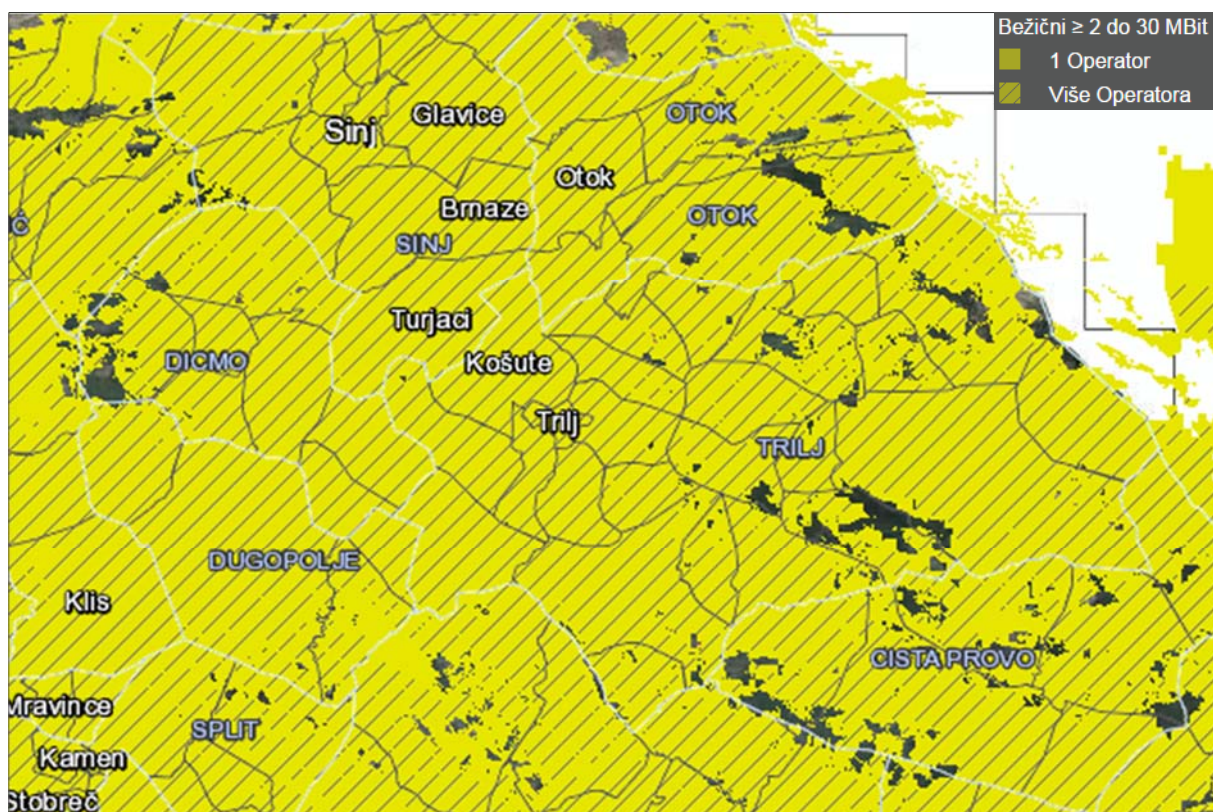 Bežični ≥ 2 do 30 MBit
1 Operator
Više Operatora
Glavice
OTOK
Sinj
Otok
Brnaze
OTOK
Ć
SINJ
Turjaci
DICMO
Košute
Trilj
TRILJ
DUGOPOLJE
Klis
CISTA PROVO
Mravince
SPLIT
Kamen
Stobreč